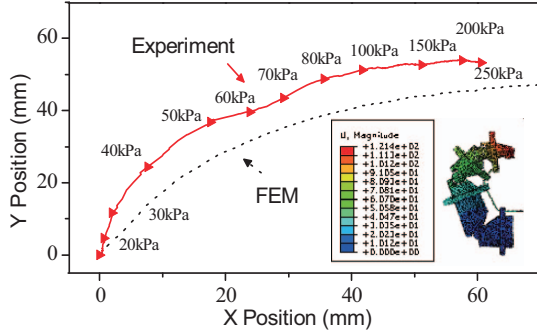 60
40
20
0
Y Position (mm)
0
20
40
60
X Position (mm)
Experiment
FEM
20kPa
30kPa
40kPa
50kPa
60kPa
70kPa
80kPa
100kPa
150kPa
200kPa
250kPa
U, Magnitude
+1.214e+02
+1.113e+02
+1.012e+02
+9.105e+01
+8.093e+01
+7.081e+01
+6.070e+01
+5.058e+01
+4.047e+01
+3.035e+01
+2.023e+01
+1.012e+01
+0.000e+00